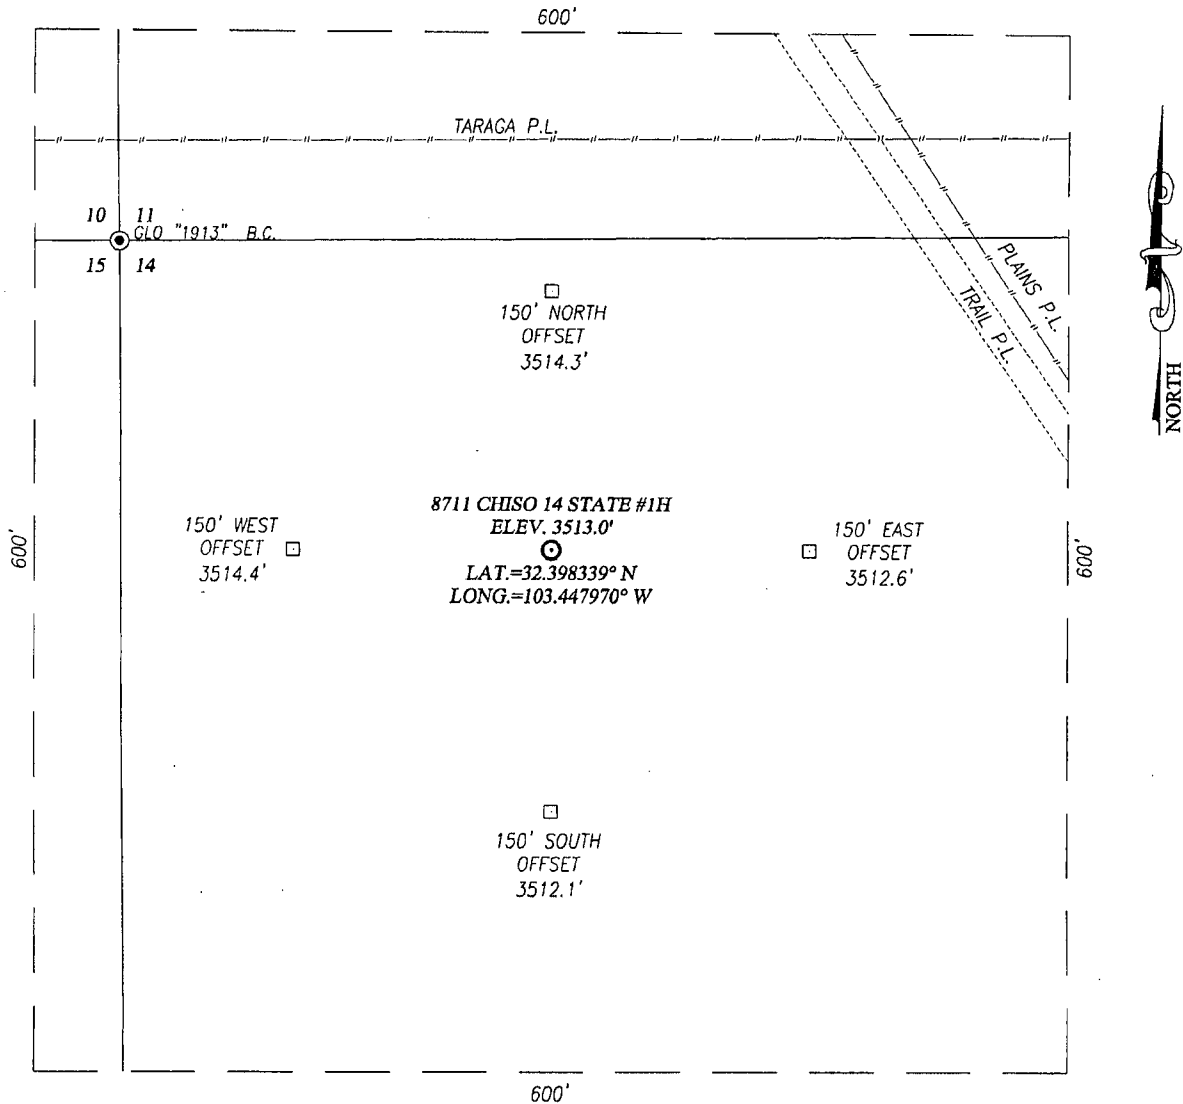 600'
TARAGA P.L.
10 11
GLO "1913" B.C.
15 14
PLAINS P.L.
TRAIL P.L.
NORTH
150' NORTH
OFFSET
3514.3'
8711 CHISO 14 STATE #1H
ELEV. 3513.0'
LAT.=32.398339° N
LONG.=103.447970° W
150' WEST
OFFSET
3514.4'
150' EAST
OFFSET
3512.6'
600'
600'
150' SOUTH
OFFSET
3512.1'
600'